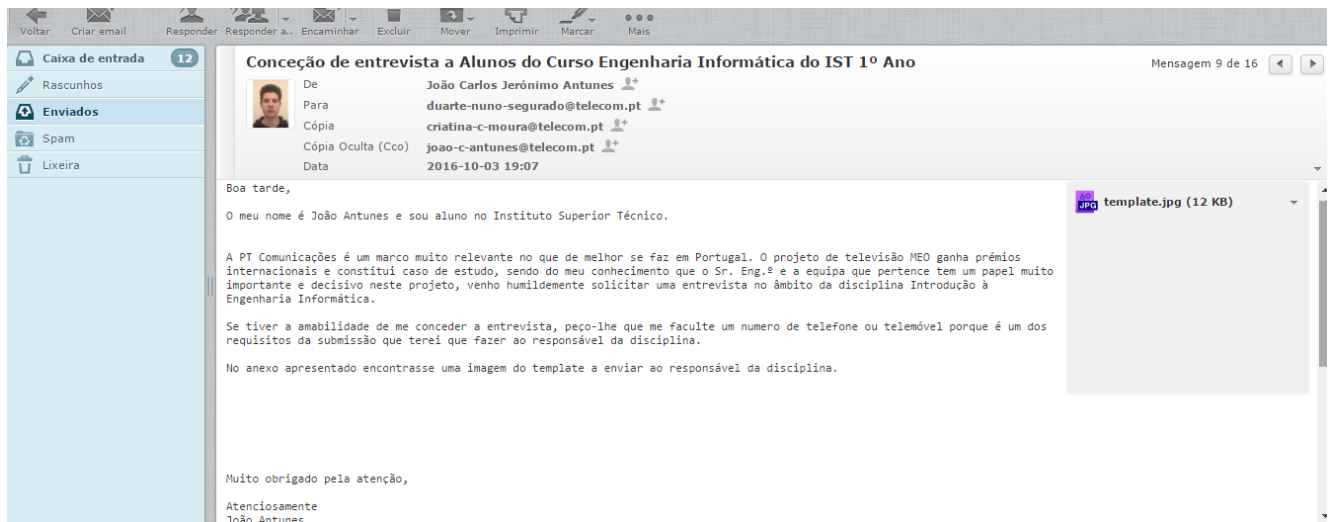 Voltar Criar email Responder Responder a.. Encaminhar Excluir Mover Imprimir Marcar Mais
Caixa de entrada 12
Rascunhos
Enviados
Spam
Lixeira
Conceção de entrevista a Alunos do Curso Engenharia Informática do IST 1º Ano
Mensagem 9 de 16
De João Carlos Jerónimo Antunes
Para duarte-nuno-segurado@telecom.pt
Cópia criatina-c-moura@telecom.pt
Cópia Oculta (Cco) joao-c-antunes@telecom.pt
Data 2016-10-03 19:07
Boa tarde,
O meu nome é João Antunes e sou aluno no Instituto Superior Técnico.
A PT Comunicações é um marco muito relevante no que de melhor se faz em Portugal. O projeto de televisão MEO ganha prémios
internacionais e constitui caso de estudo, sendo do meu conhecimento que o Sr. Eng.º e a equipa que pertence tem um papel muito
importante e decisivo neste projeto, venho humildemente solicitar uma entrevista no âmbito da disciplina Introdução à
Engenharia Informática.
Se tiver a amabilidade de me conceder a entrevista, peço-lhe que me faculte um numero de telefone ou telemóvel porque é um dos
requisitos da submissão que terei que fazer ao responsável da disciplina.
No anexo apresentado encontrasse uma imagem do template a enviar ao responsável da disciplina.
Muito obrigado pela atenção,
Atenciosamente
João Antunes
JPG template.jpg (12 KB)